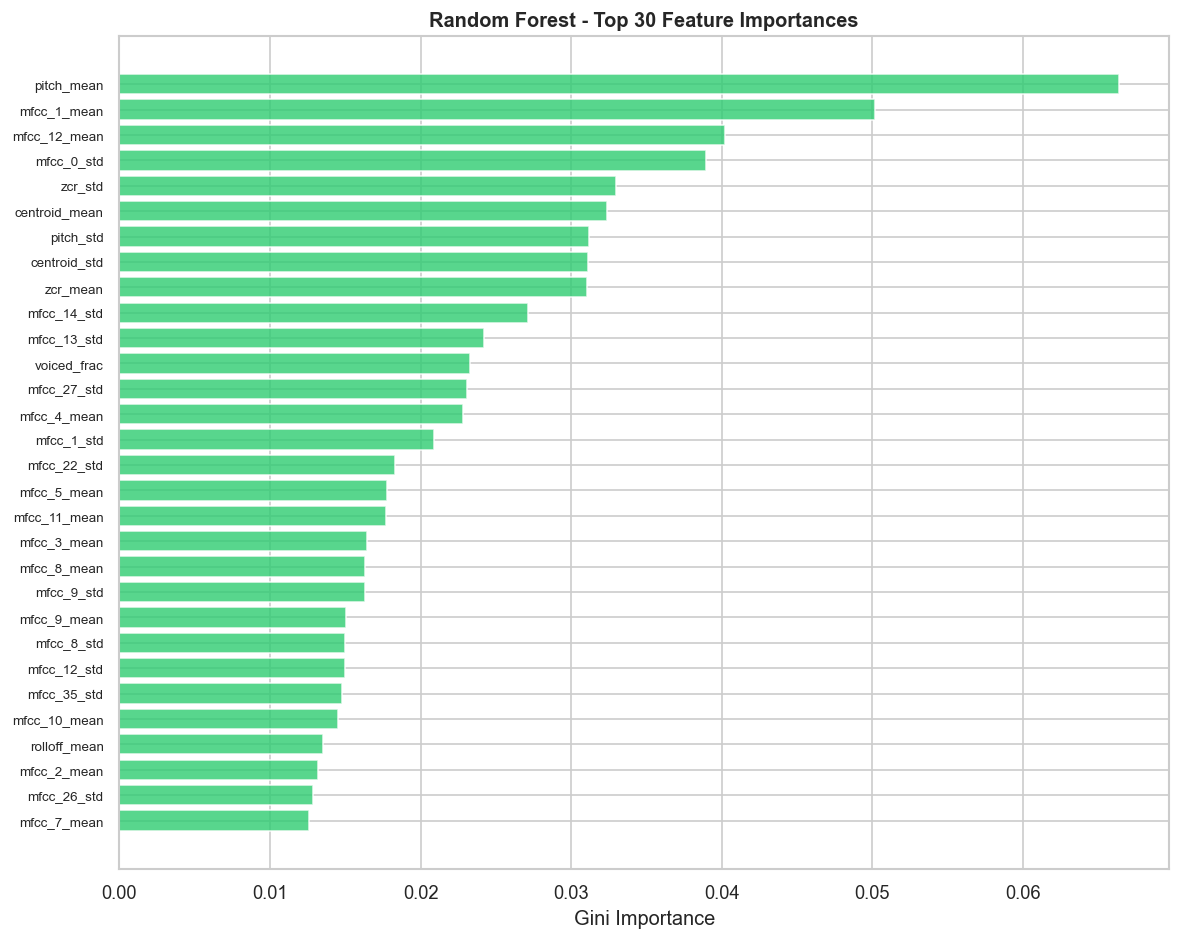 Random Forest - Top 30 Feature Importances
pitch_mean
mfcc_1_mean
mfcc_12_mean
mfcc_0_std
zcr_std
centroid_mean
pitch_std
centroid_std
zcr_mean
mfcc_14_std
mfcc_13_std
voiced_frac
mfcc_27_std
mfcc_4_mean
mfcc_1_std
mfcc_22_std
mfcc_5_mean
mfcc_11_mean
mfcc_3_mean
mfcc_8_mean
mfcc_9_std
mfcc_9_mean
mfcc_8_std
mfcc_12_std
mfcc_35_std
mfcc_10_mean
rolloff_mean
mfcc_2_mean
mfcc_26_std
mfcc_7_mean
0.00 0.01 0.02 0.03 0.04 0.05 0.06
Gini Importance